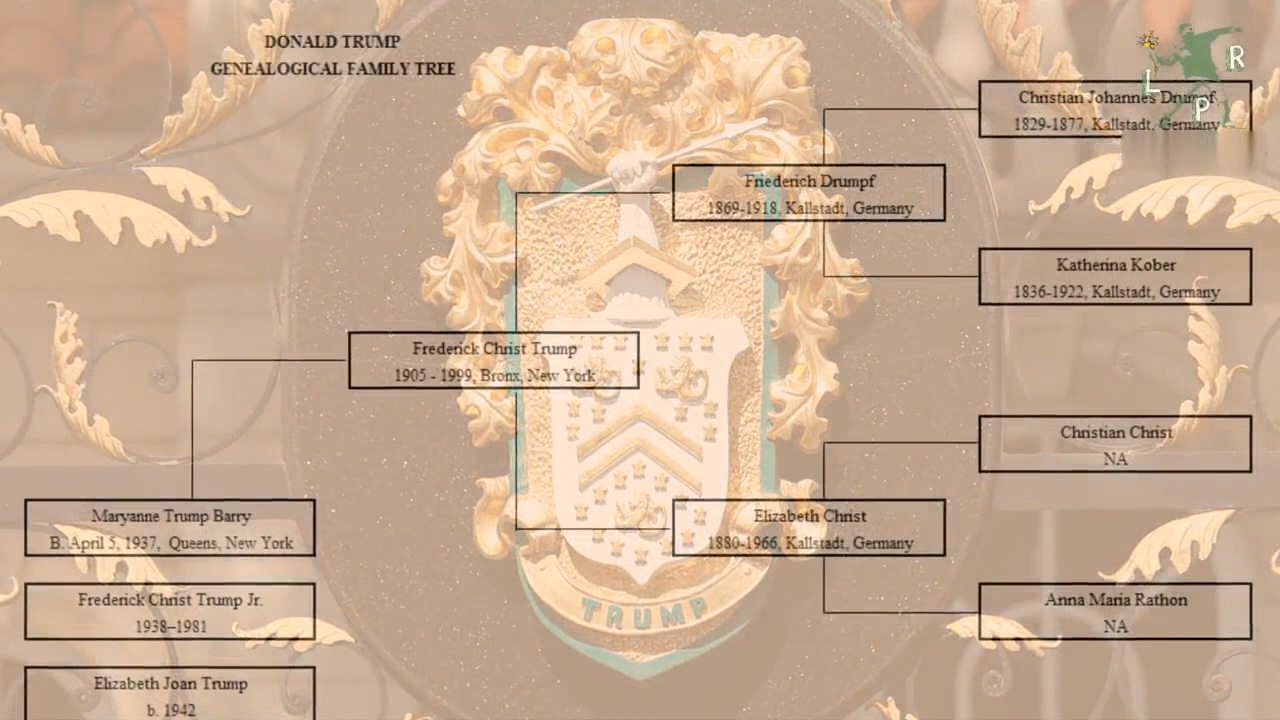 DONALD TRUMP
GENEALOGICAL FAMILY TREE
L R
P
Christian Johannes Drumpf
1829-1877, Kallstadt, Germany
Friederich Drumpf
1869-1918, Kallstadt, Germany
Katherina Kober
1836-1922, Kallstadt, Germany
Frederick Christ Trump
1905 - 1999, Bronx, New York
Christian Christ
NA
Maryanne Trump Barry
B. April 5, 1937, Queens, New York
Elizabeth Christ
1880-1966, Kallstadt, Germany
Frederick Christ Trump Jr.
1938–1981
TRUMP
Anna Maria Rathon
NA
Elizabeth Joan Trump
b. 1942